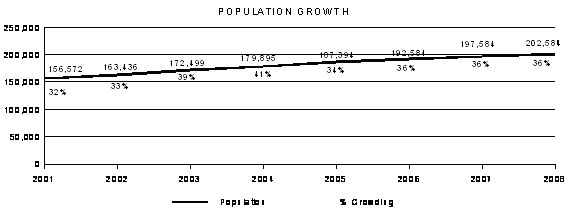 POPULATION GROWTH
250,000
200,000
150,000
100,000
50,000
0
156,572 163,436 172,499 179,895 187,394 192,584 197,584 202,584
32% 33% 39% 41% 34% 36% 36% 36%
2001 2002 2003 2004 2005 2006 2007 2008
Population % Crowding